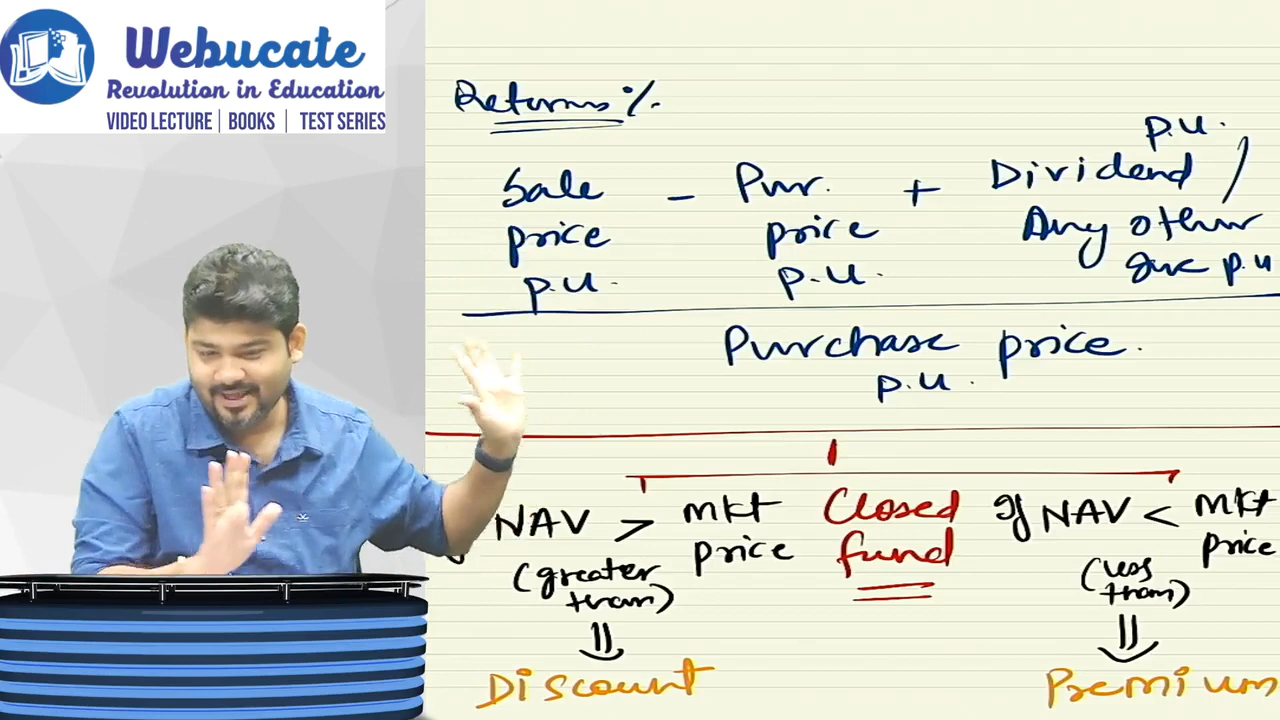 Webucate
Revolution in Education
VIDEO LECTURE | BOOKS | TEST SERIES
Returns %.
Sale price p.u. - Pur. price p.u. + Dividend p.u. / Any other p.u
Purchase price. p.u.
NAV > mkt price
(greater than)
Discount
Closed fund
If NAV < mkt price
(less than)
Premium